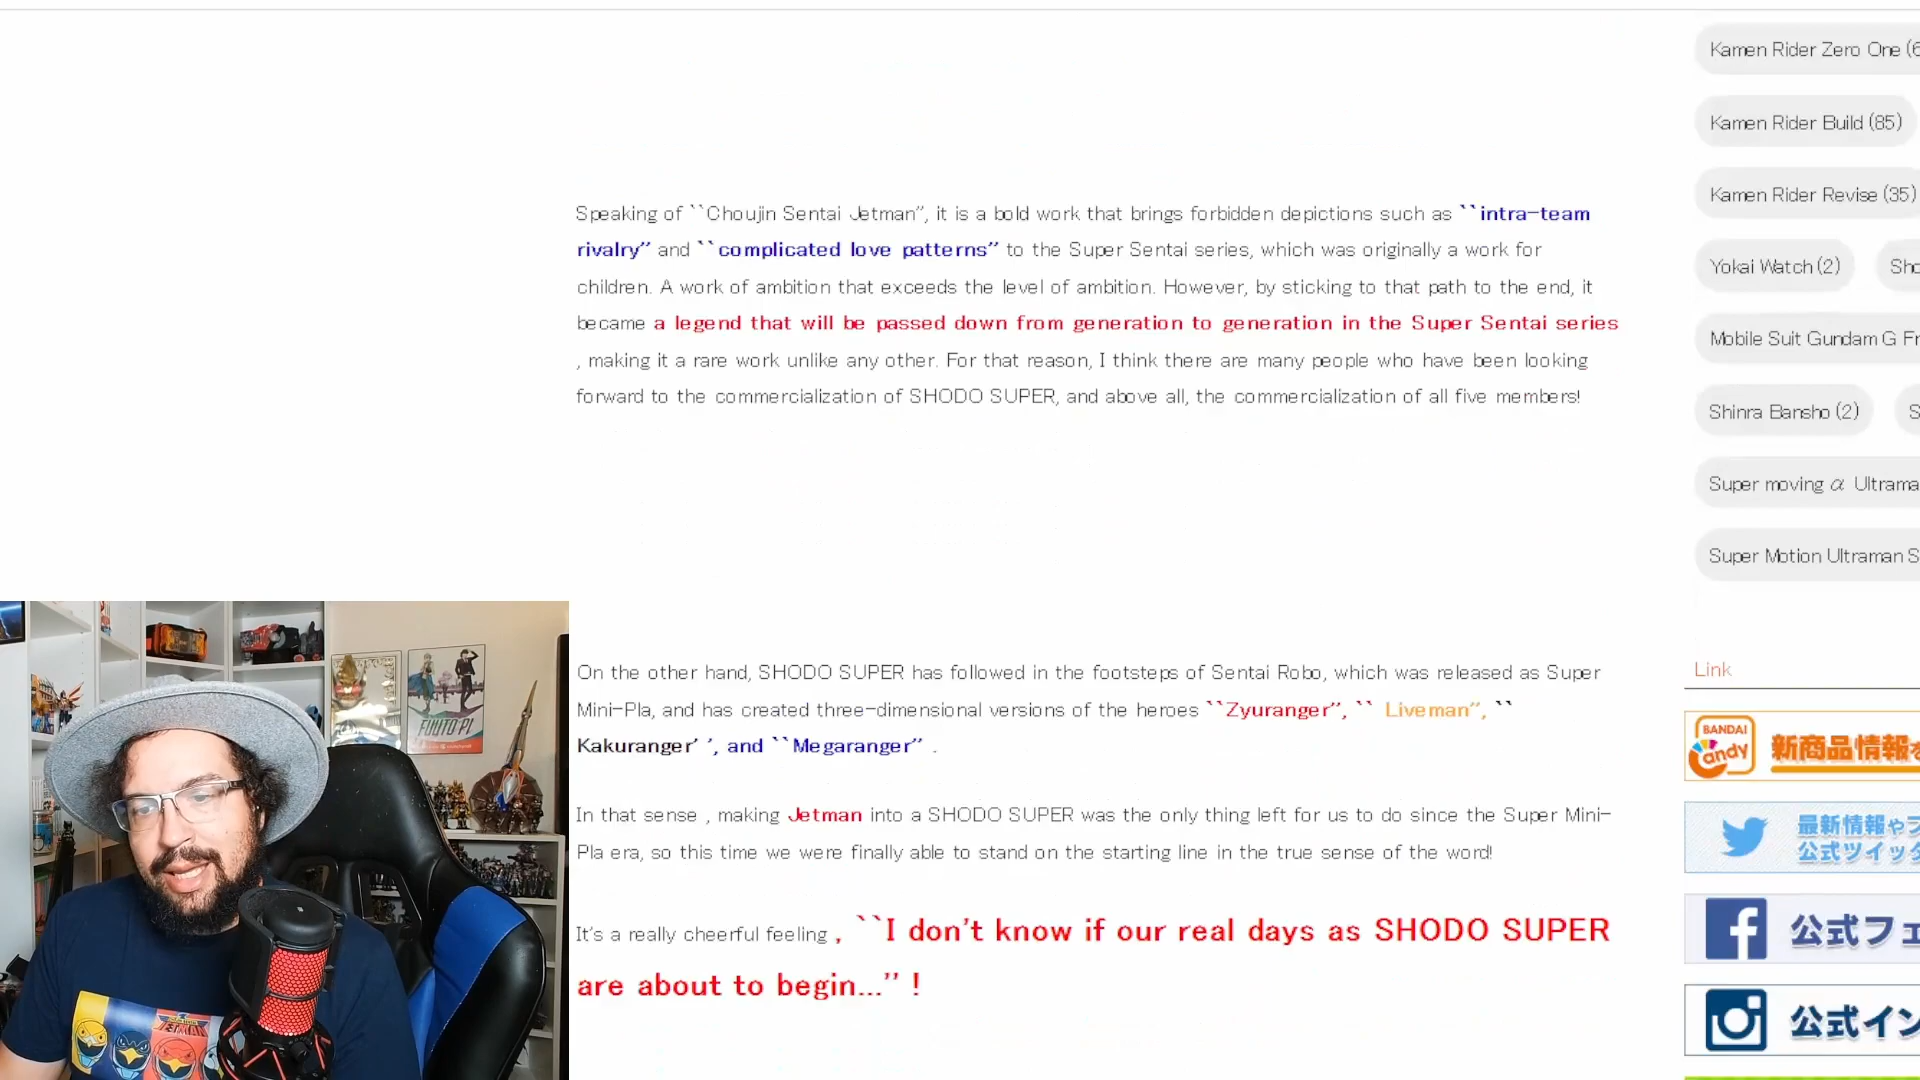 Speaking of ``Choujin Sentai Jetman'', it is a bold work that brings forbidden depictions such as ``intra-team
rivalry'' and ``complicated love patterns'' to the Super Sentai series, which was originally a work for
children. A work of ambition that exceeds the level of ambition. However, by sticking to that path to the end, it
became a legend that will be passed down from generation to generation in the Super Sentai series
, making it a rare work unlike any other. For that reason, I think there are many people who have been looking
forward to the commercialization of SHODO SUPER, and above all, the commercialization of all five members!
On the other hand, SHODO SUPER has followed in the footsteps of Sentai Robo, which was released as Super
Mini-Pla, and has created three-dimensional versions of the heroes ``Zyuranger'', `` Liveman'', ``
Kakuranger' ', and ``Megaranger'' .
In that sense , making Jetman into a SHODO SUPER was the only thing left for us to do since the Super Mini-
Pla era, so this time we were finally able to stand on the starting line in the true sense of the word!
It's a really cheerful feeling , ``I don't know if our real days as SHODO SUPER
are about to begin...'' !
Kamen Rider Zero One (6
Kamen Rider Build (85)
Kamen Rider Revise (35)
Yokai Watch (2) Sho
Mobile Suit Gundam G Fr
Shinra Bansho (2) S
Super moving α Ultrama
Super Motion Ultraman S
Link
BANDAI
Candy
新商品情報を
最新情報やフ
公式ツイッタ
公式フェ
公式イン
FUUTO PI
JETMAN